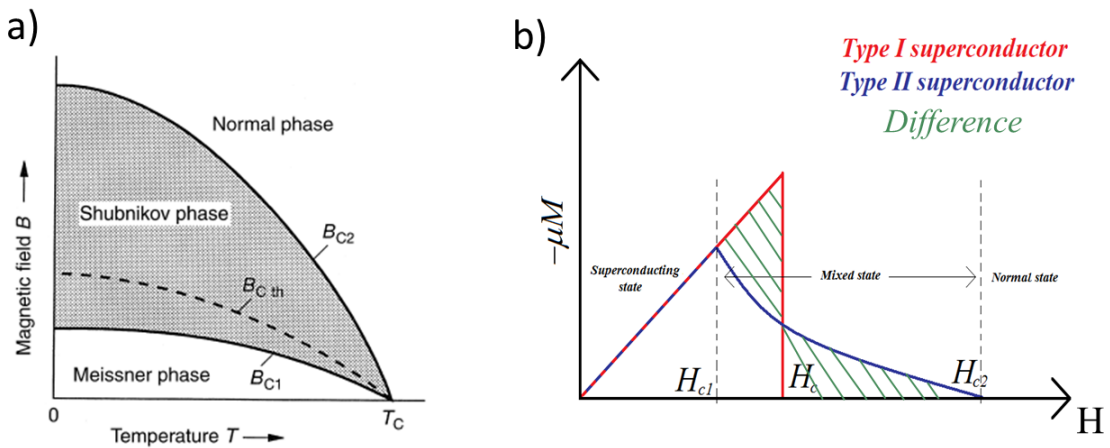 a)
Magnetic field B
Normal phase
Shubnikov phase
B_C2
B_C th
B_C1
Meissner phase
0
T_C
Temperature T
b)
Type I superconductor
Type II superconductor
Difference
-μM
Superconducting
state
Mixed state
Normal state
H_c1
H_c
H_c2
H